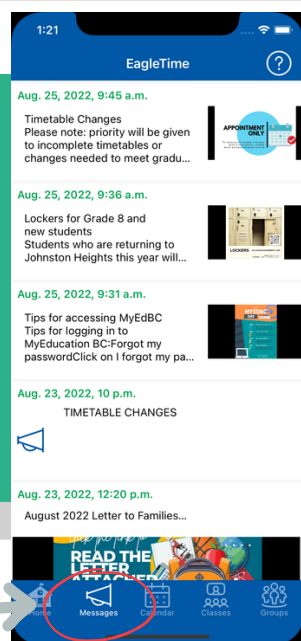 1:21
EagleTime
?
Aug. 25, 2022, 9:45 a.m.
Timetable Changes
Please note: priority will be given
to incomplete timetables or
changes needed to meet gradu...
APPOINTMENT
ONLY
Aug. 25, 2022, 9:36 a.m.
Lockers for Grade 8 and
new students
Students who are returning to
Johnston Heights this year will...
LOCKERS
Aug. 25, 2022, 9:31 a.m.
Tips for accessing MyEdBC
Tips for logging in to
MyEducation BC:Forgot my
passwordClick on I forgot my pa...
MYEDBC
Aug. 23, 2022, 10 p.m.
TIMETABLE CHANGES
Aug. 23, 2022, 12:20 p.m.
August 2022 Letter to Families...
click the link to
READ THE
LETTER
ATTACHED
Home
Messages
Calendar
Classes
Groups